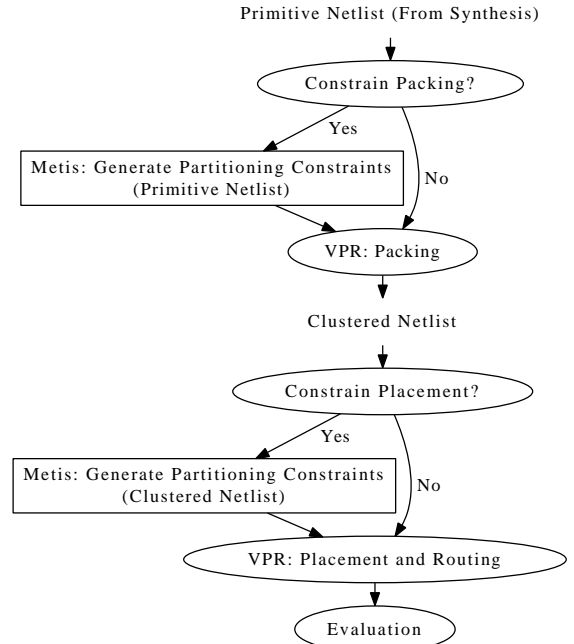 Primitive Netlist (From Synthesis)
Constrain Packing?
Yes
Metis: Generate Partitioning Constraints
(Primitive Netlist)
No
VPR: Packing
Clustered Netlist
Constrain Placement?
Yes
Metis: Generate Partitioning Constraints
(Clustered Netlist)
No
VPR: Placement and Routing
Evaluation